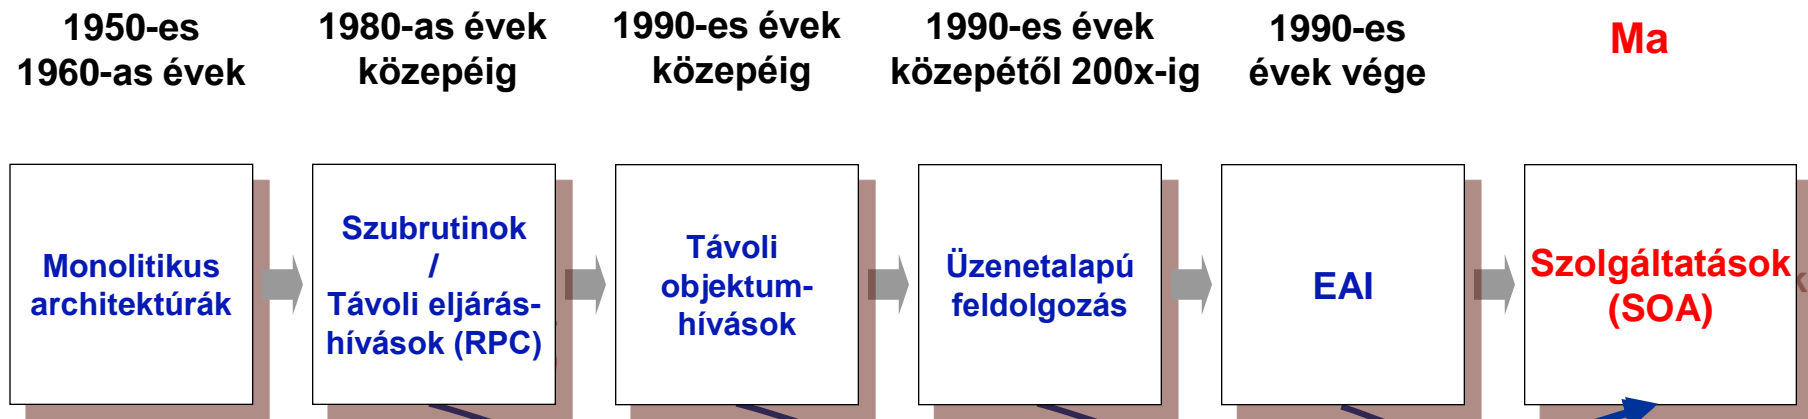 1950-es
1960-as évek
1980-as évek
közepéig
1990-es évek
közepéig
1990-es évek
közepétől 200x-ig
1990-es
évek vége
Ma
Monolitikus
architektúrák
Szubrutinok
/
Távoli eljárás-
hívások (RPC)
Távoli
objektum-
hívások
Üzenetalapú
feldolgozás
EAI
Szolgáltatások
(SOA)